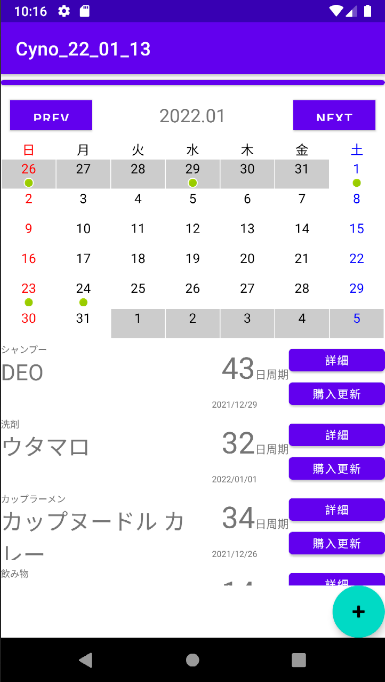 10:16
Cyno_22_01_13
PREV 2022.01 NEXT
日 月 火 水 木 金 土
26 27 28 29 30 31 1
2 3 4 5 6 7 8
9 10 11 12 13 14 15
16 17 18 19 20 21 22
23 24 25 26 27 28 29
30 31 1 2 3 4 5
シャンプー
DEO 43日周期 詳細
2021/12/29 購入更新
洗剤
ウタマロ 32日周期 詳細
2022/01/01 購入更新
カップラーメン
カップヌードル カレー 34日周期 詳細
2021/12/26 購入更新
飲み物
14 詳細
+